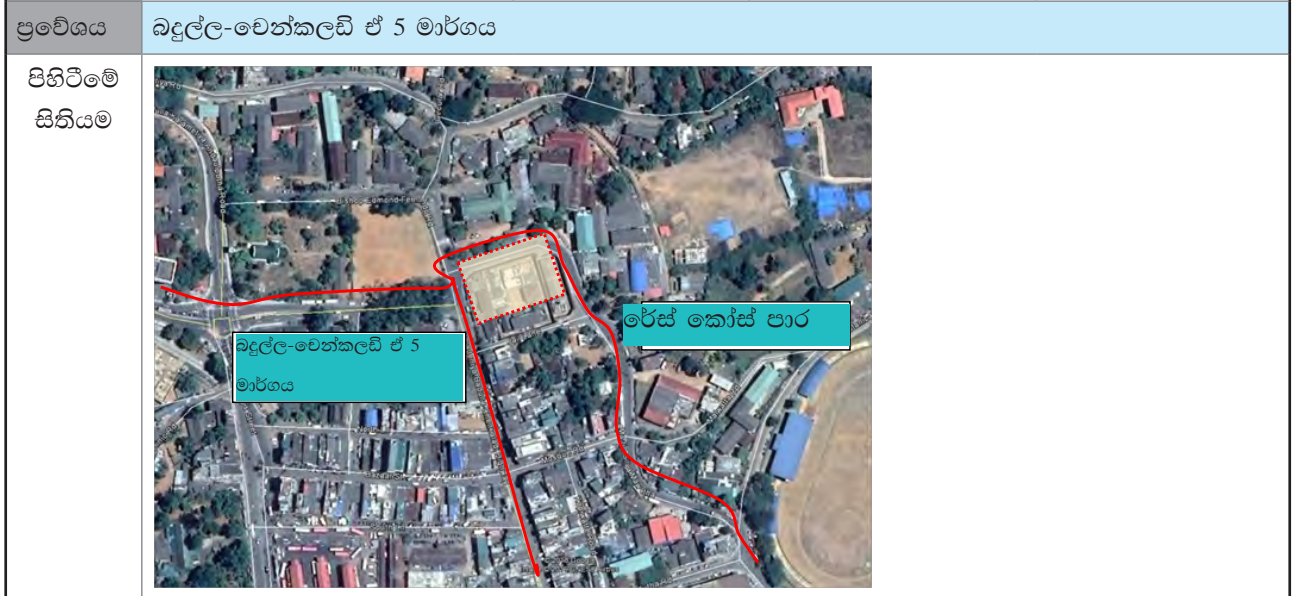 ප්‍රවේශය
බදුල්ල-චෙන්කලඩි ඒ 5 මාර්ගය
පිහිටීමේ
සිතියම
රේස් කෝස් පාර
බදුල්ල-චෙන්කලඩි ඒ 5
මාර්ගය